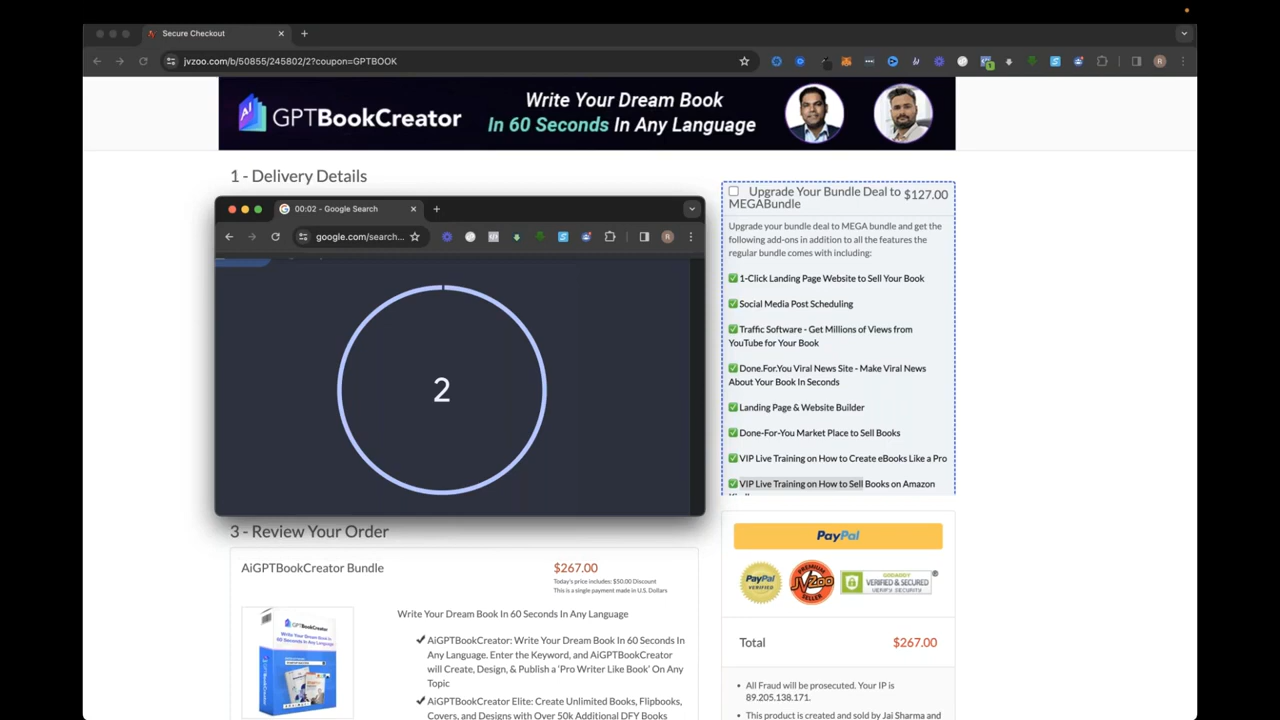 Secure Checkout
jvzoo.com/b/50855/245802/2?coupon=GPTBOOK
AI GPTBookCreator
Write Your Dream Book
In 60 Seconds In Any Language
1 - Delivery Details
00:02 - Google Search
google.com/search...
2
Upgrade Your Bundle Deal to $127.00
MEGABundle
Upgrade your bundle deal to MEGA bundle and get the
following add-ons in addition to all the features the
regular bundle comes with including:
✅ 1-Click Landing Page Website to Sell Your Book
✅ Social Media Post Scheduling
✅ Traffic Software - Get Millions of Views from
YouTube for Your Book
✅ Done.For.You Viral News Site - Make Viral News
About Your Book In Seconds
✅ Landing Page & Website Builder
✅ Done-For-You Market Place to Sell Books
✅ VIP Live Training on How to Create eBooks Like a Pro
✅ VIP Live Training on How to Sell Books on Amazon
3 - Review Your Order
AiGPTBookCreator Bundle
$267.00
Today's price includes: $50.00 Discount
This is a single payment made in U.S. Dollars
GPTBookCreator
Write Your Dream Book In 60 Seconds In Any Language
✔ AiGPTBookCreator: Write Your Dream Book In 60 Seconds In
Any Language. Enter the Keyword, and AiGPTBookCreator
will Create, Design, & Publish a 'Pro Writer Like Book' On Any
Topic
✔ AiGPTBookCreator Elite: Create Unlimited Books, Flipbooks,
Covers, and Designs with Over 50k Additional DFY Books
PayPal
PayPal
VERIFIED
PREMIUM
JVZoo
SELLER
GODADDY
VERIFIED & SECURED
VERIFY SECURITY
Total $267.00
• All Fraud will be prosecuted. Your IP is
89.205.138.171.
• This product is created and sold by Jai Sharma and